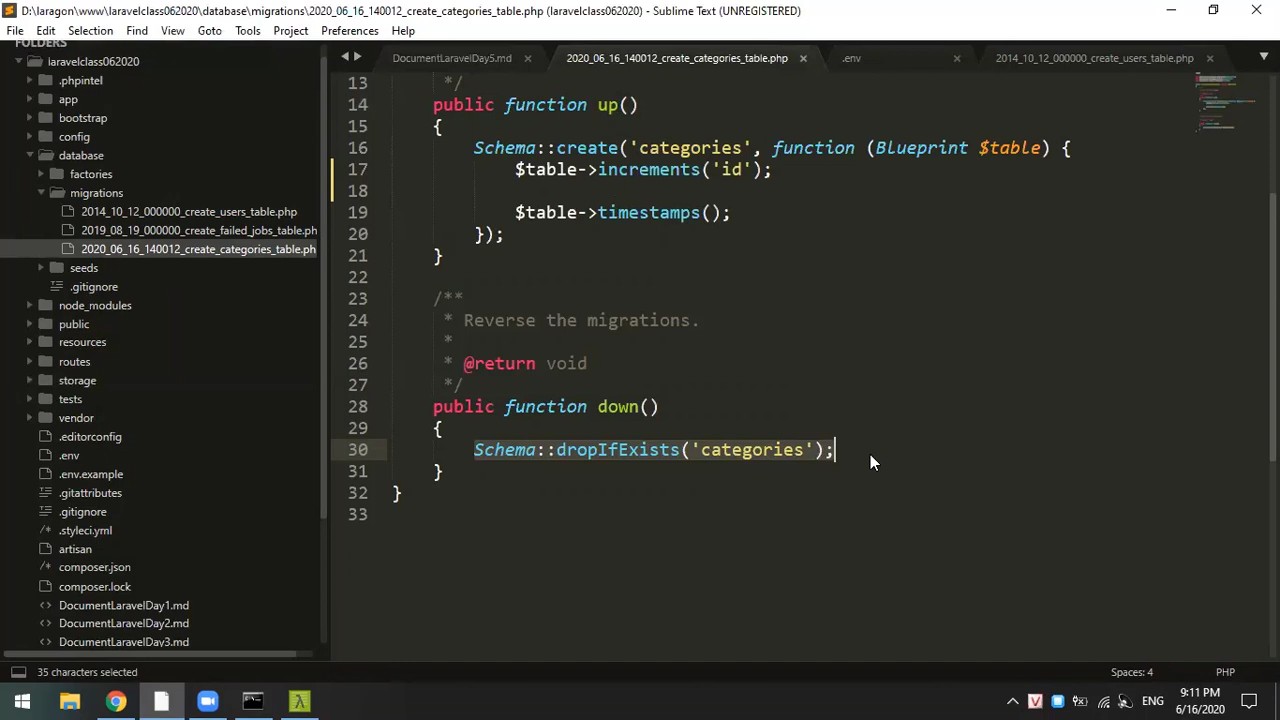 D:\laragon\www\laravelclass062020\database\migrations\2020_06_16_140012_create_categories_table.php (laravelclass062020) - Sublime Text (UNREGISTERED)
File Edit Selection Find View Goto Tools Project Preferences Help
FOLDERS
laravelclass062020
.phpintel
app
bootstrap
config
database
factories
migrations
2014_10_12_000000_create_users_table.php
2019_08_19_000000_create_failed_jobs_table.ph
2020_06_16_140012_create_categories_table.ph
seeds
.gitignore
node_modules
public
resources
routes
storage
tests
vendor
.editorconfig
.env
.env.example
.gitattributes
.gitignore
.styleci.yml
artisan
composer.json
composer.lock
DocumentLaravelDay1.md
DocumentLaravelDay2.md
DocumentLaravelDay3.md
DocumentLaravelDay5.md 2020_06_16_140012_create_categories_table.php .env 2014_10_12_000000_create_users_table.php
13 */
14 public function up()
15 {
16 Schema::create('categories', function (Blueprint $table) {
17 $table->increments('id');
18
19 $table->timestamps();
20 });
21 }
22
23 /**
24 * Reverse the migrations.
25 *
26 * @return void
27 */
28 public function down()
29 {
30 Schema::dropIfExists('categories');
31 }
32 }
33
35 characters selected Spaces: 4 PHP
ENG 9:11 PM
6/16/2020